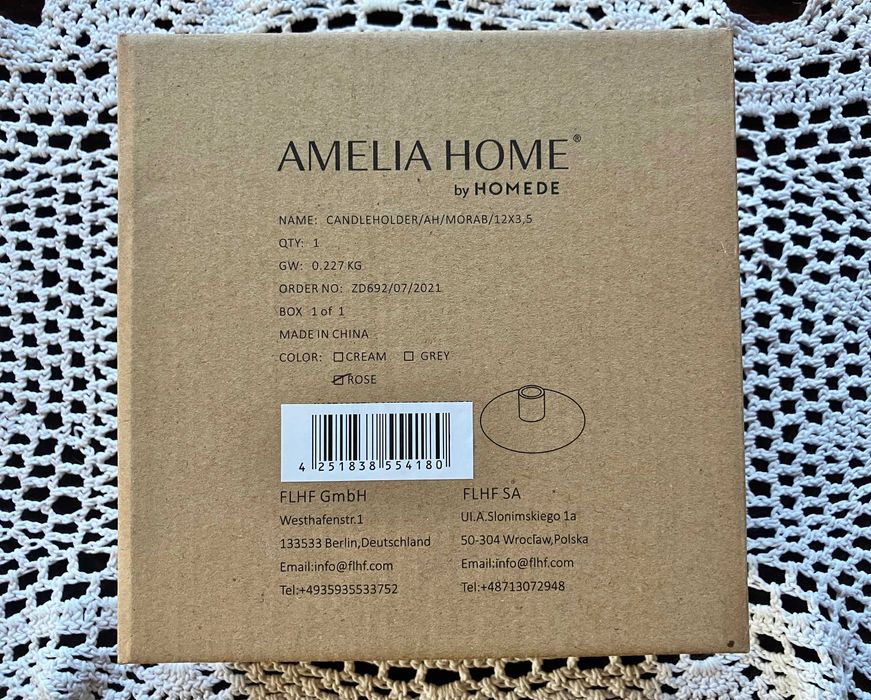 AMELIA HOME®
by HOMEDE
NAME: CANDLEHOLDER/AH/MORAB/12X3,5
QTY: 1
GW: 0.227 KG
ORDER NO: ZD692/07/2021
BOX 1 of 1
MADE IN CHINA
COLOR: ☐CREAM ☐ GREY
☑ROSE
4 251838 554180
FLHF GmbH
Westhafenstr.1
133533 Berlin,Deutschland
Email:info@flhf.com
Tel:+4935935533752
FLHF SA
Ul.A.Slonimskiego 1a
50-304 Wrocław,Polska
Email:info@flhf.com
Tel:+48713072948